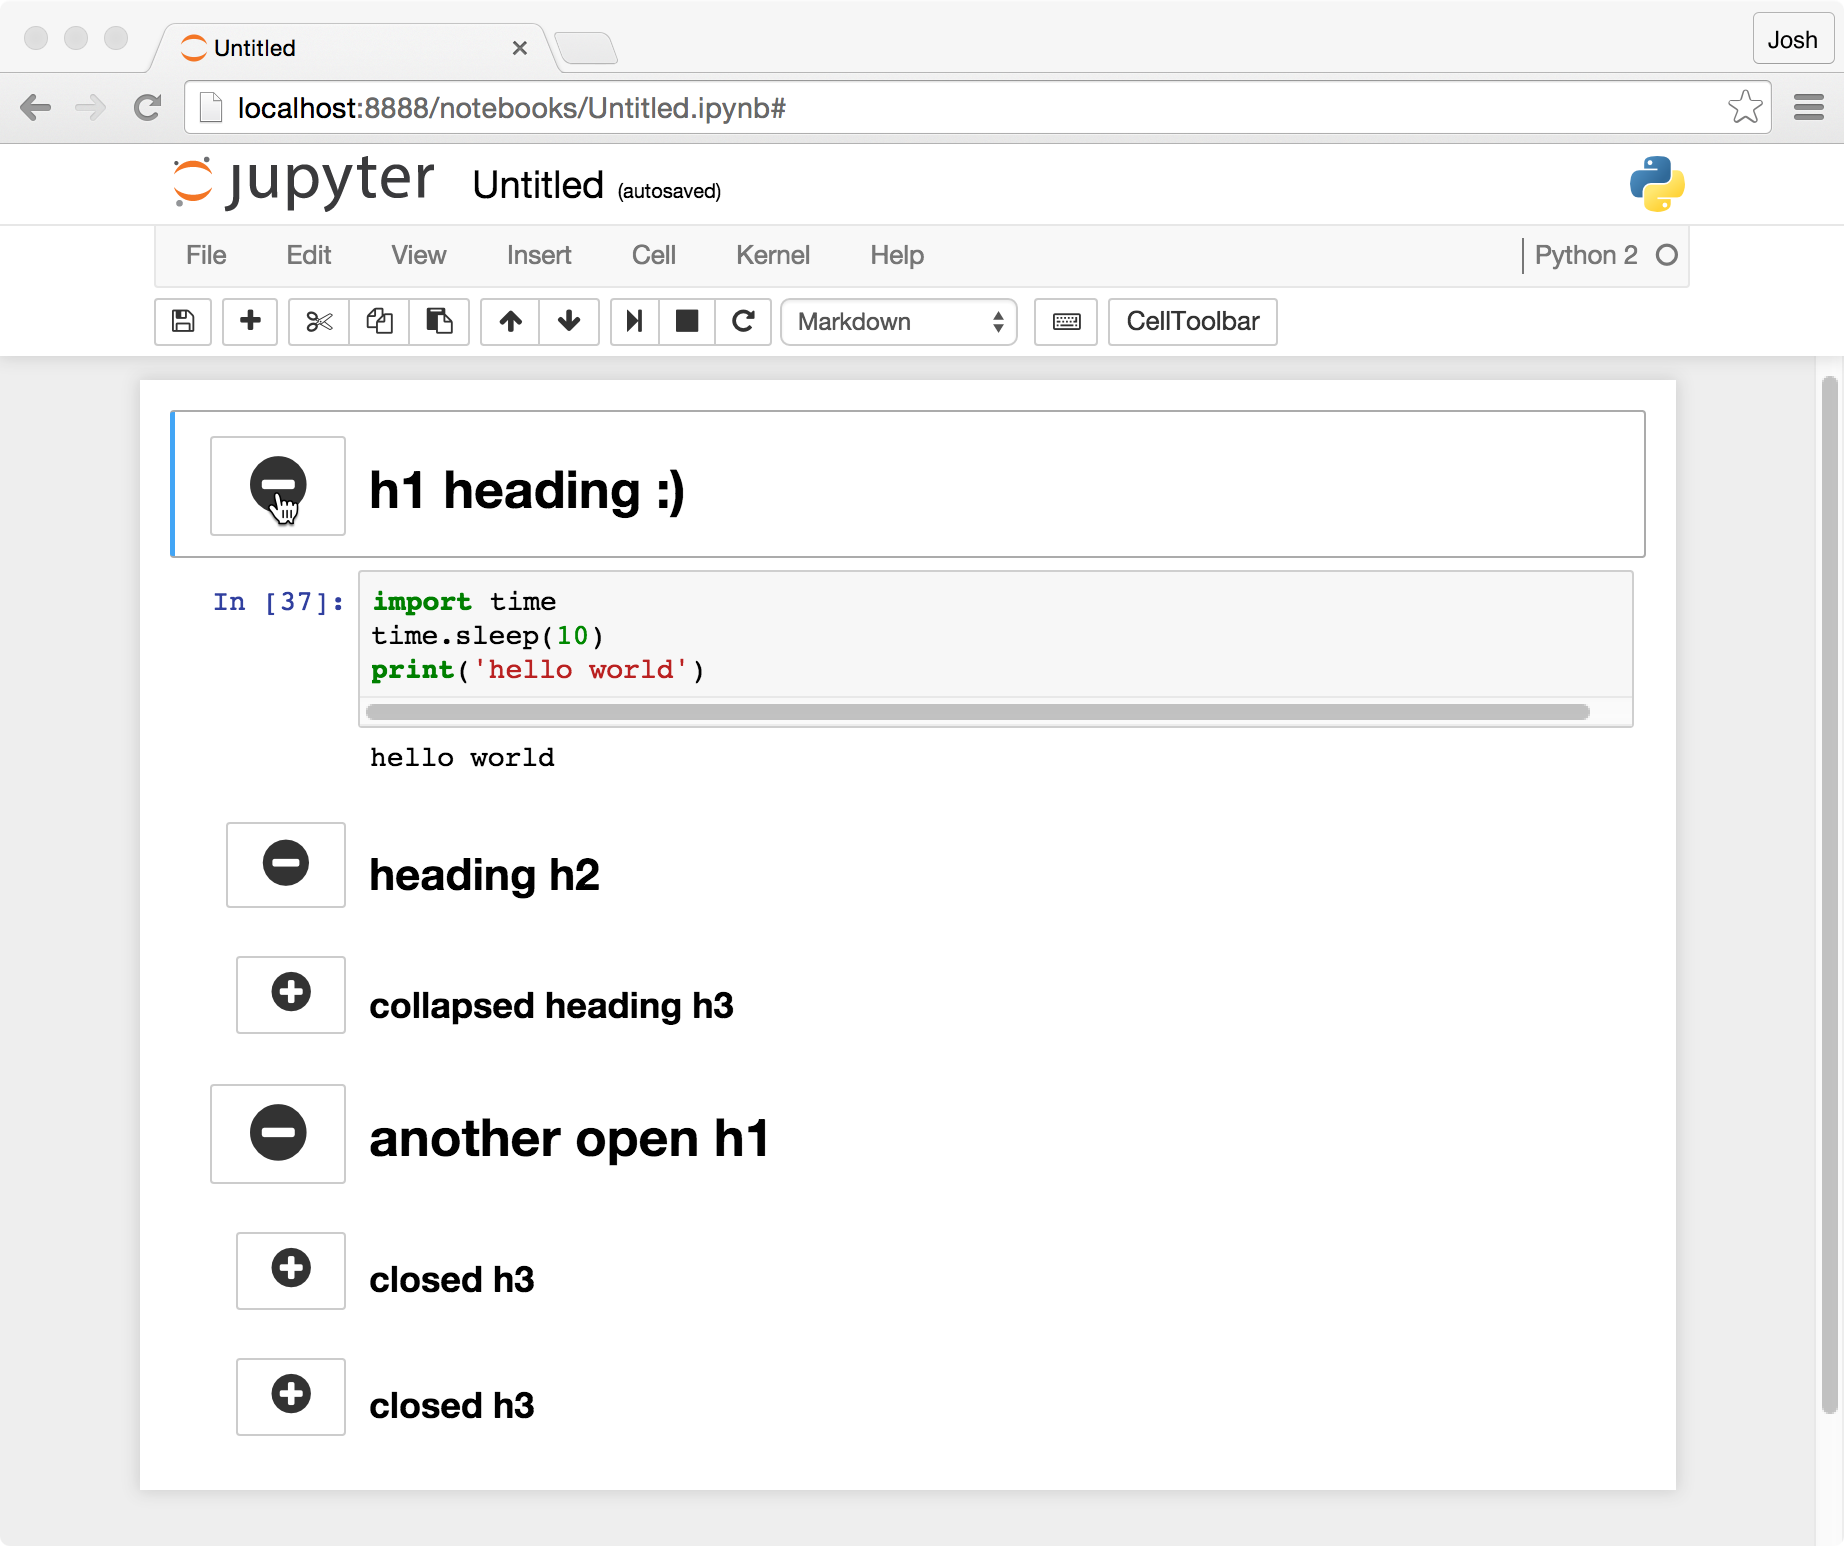 Untitled
Josh
localhost:8888/notebooks/Untitled.ipynb#
jupyter Untitled (autosaved)
File Edit View Insert Cell Kernel Help Python 2
Markdown CellToolbar
h1 heading :)
In [37]: import time
time.sleep(10)
print('hello world')
hello world
heading h2
collapsed heading h3
another open h1
closed h3
closed h3